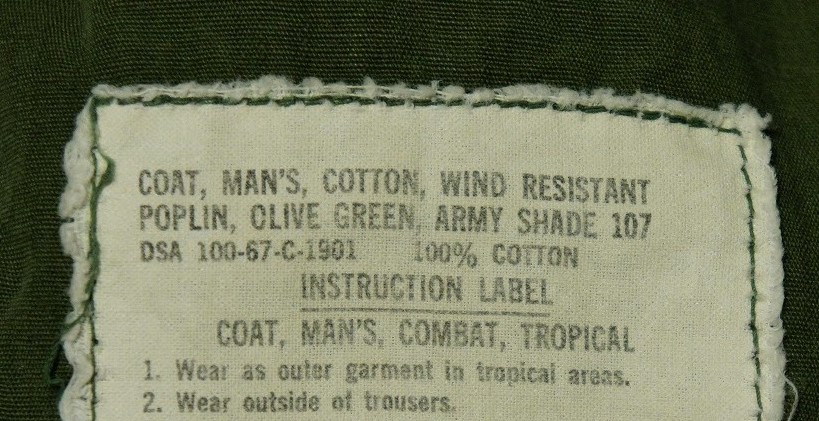 COAT, MAN'S, COTTON, WIND RESISTANT
POPLIN, OLIVE GREEN, ARMY SHADE 107
DSA 100-67-C-1901 100% COTTON
INSTRUCTION LABEL
COAT, MAN'S, COMBAT, TROPICAL
1. Wear as outer garment in tropical areas.
2. Wear outside of trousers.